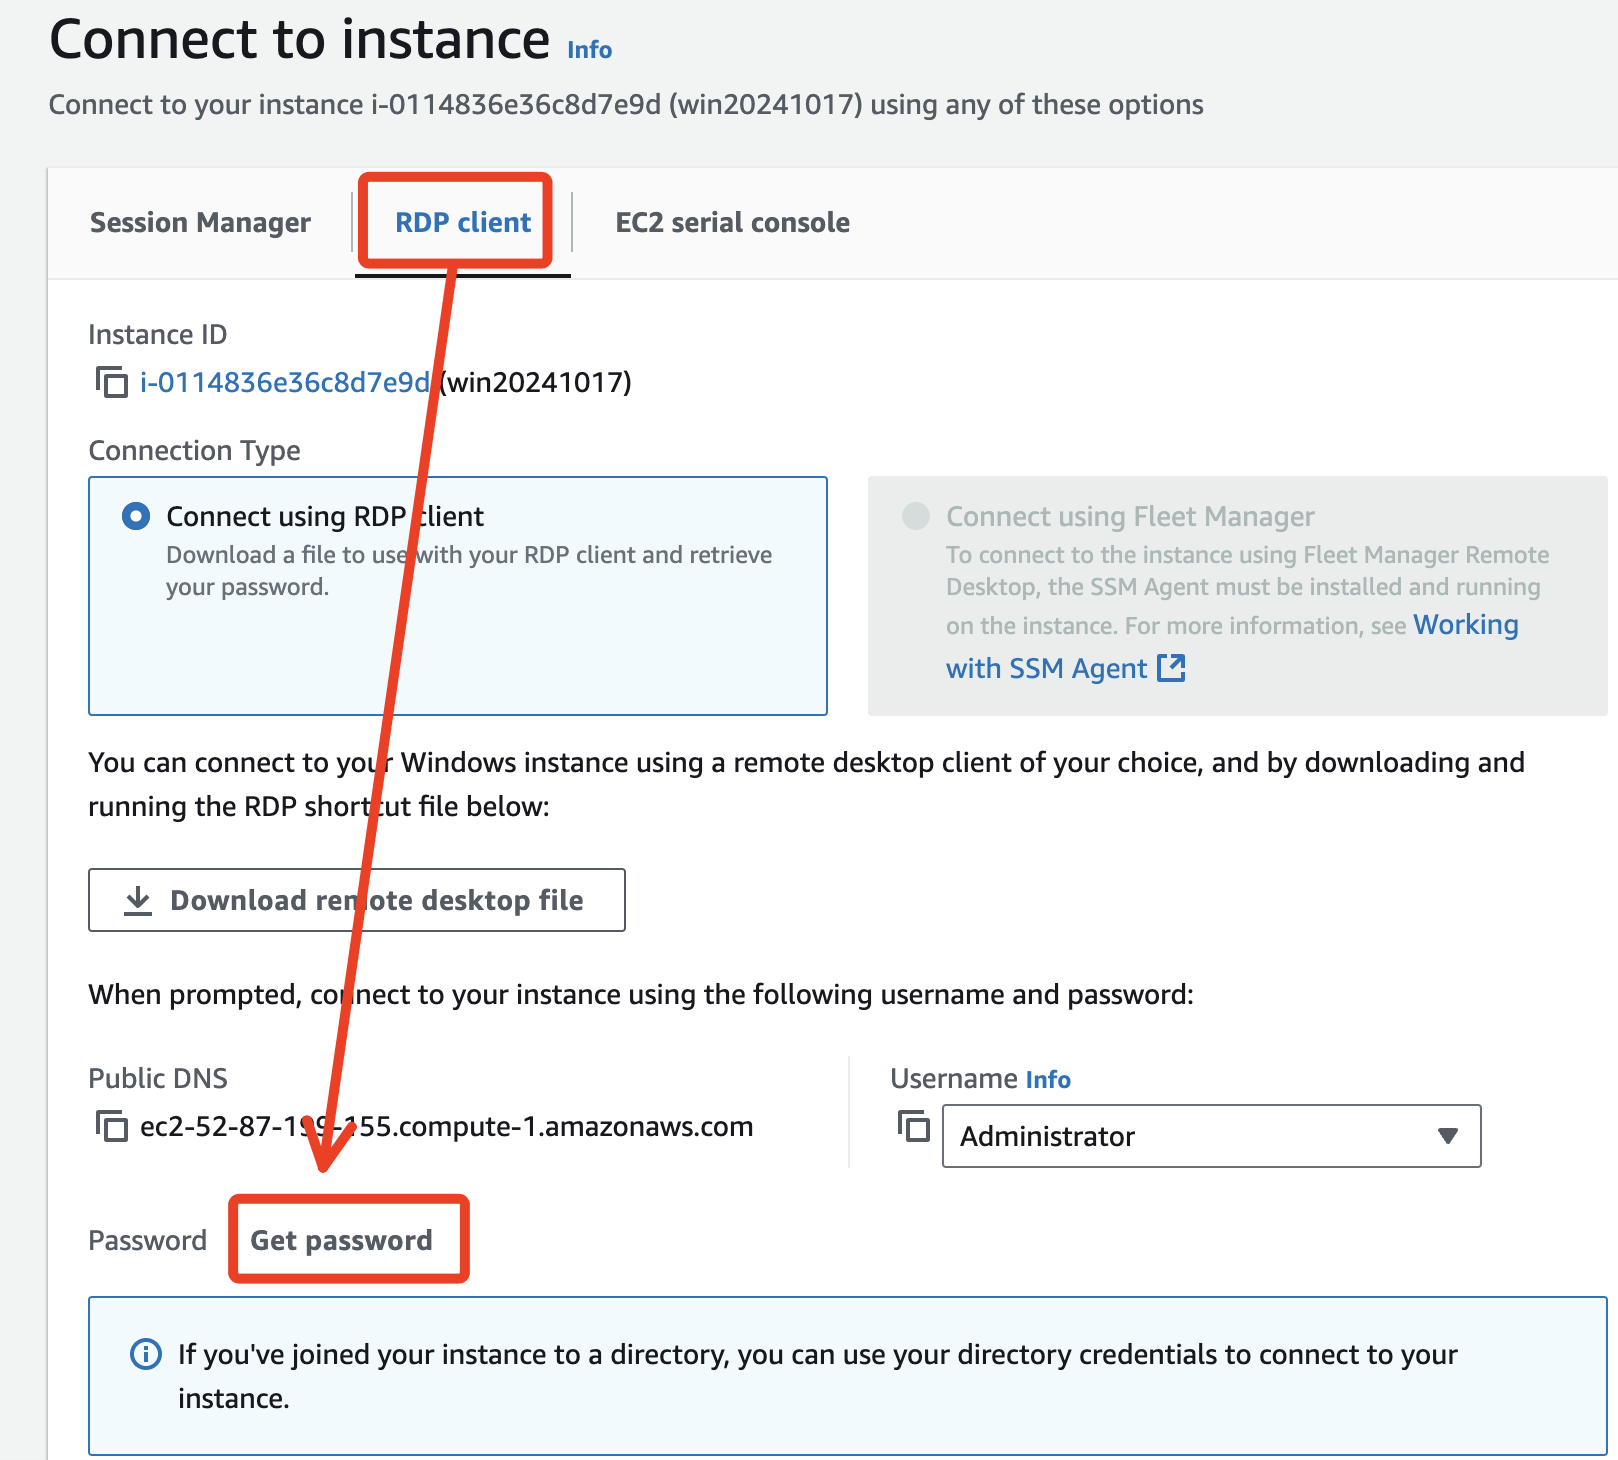 Connect to instance Info
Connect to your instance i-0114836e36c8d7e9d (win20241017) using any of these options
Session Manager
RDP client
EC2 serial console
Instance ID
i-0114836e36c8d7e9d (win20241017)
Connection Type
Connect using RDP client
Download a file to use with your RDP client and retrieve
your password.
Connect using Fleet Manager
To connect to the instance using Fleet Manager Remote
Desktop, the SSM Agent must be installed and running
on the instance. For more information, see Working
with SSM Agent
You can connect to your Windows instance using a remote desktop client of your choice, and by downloading and
running the RDP shortcut file below:
Download remote desktop file
When prompted, connect to your instance using the following username and password:
Public DNS
ec2-52-87-199-155.compute-1.amazonaws.com
Username Info
Administrator
Password Get password
If you've joined your instance to a directory, you can use your directory credentials to connect to your
instance.